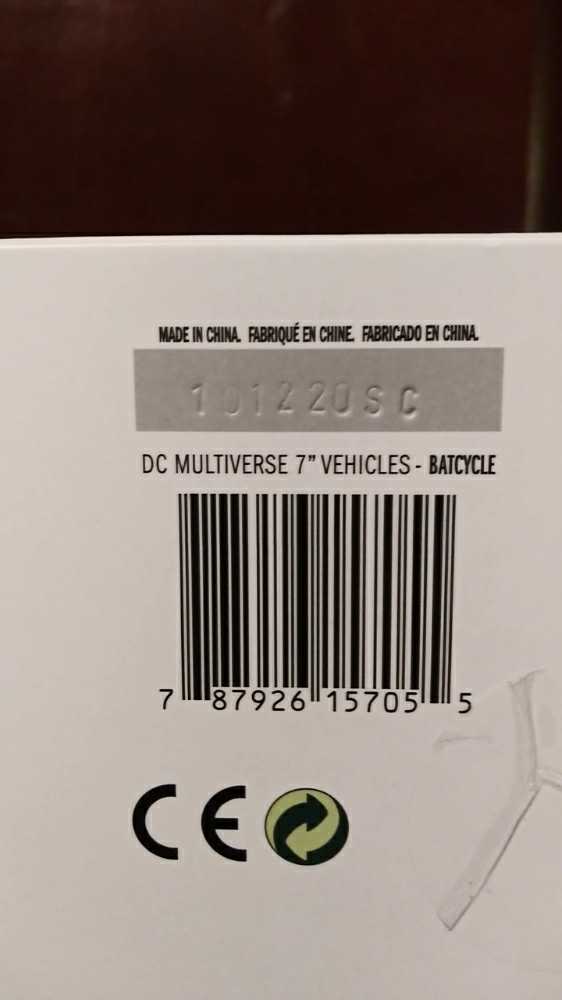 MADE IN CHINA. FABRIQUÉ EN CHINE. FABRICADO EN CHINA.
101220SC
DC MULTIVERSE 7” VEHICLES - BATCYCLE
7 87926 15705 5
CE